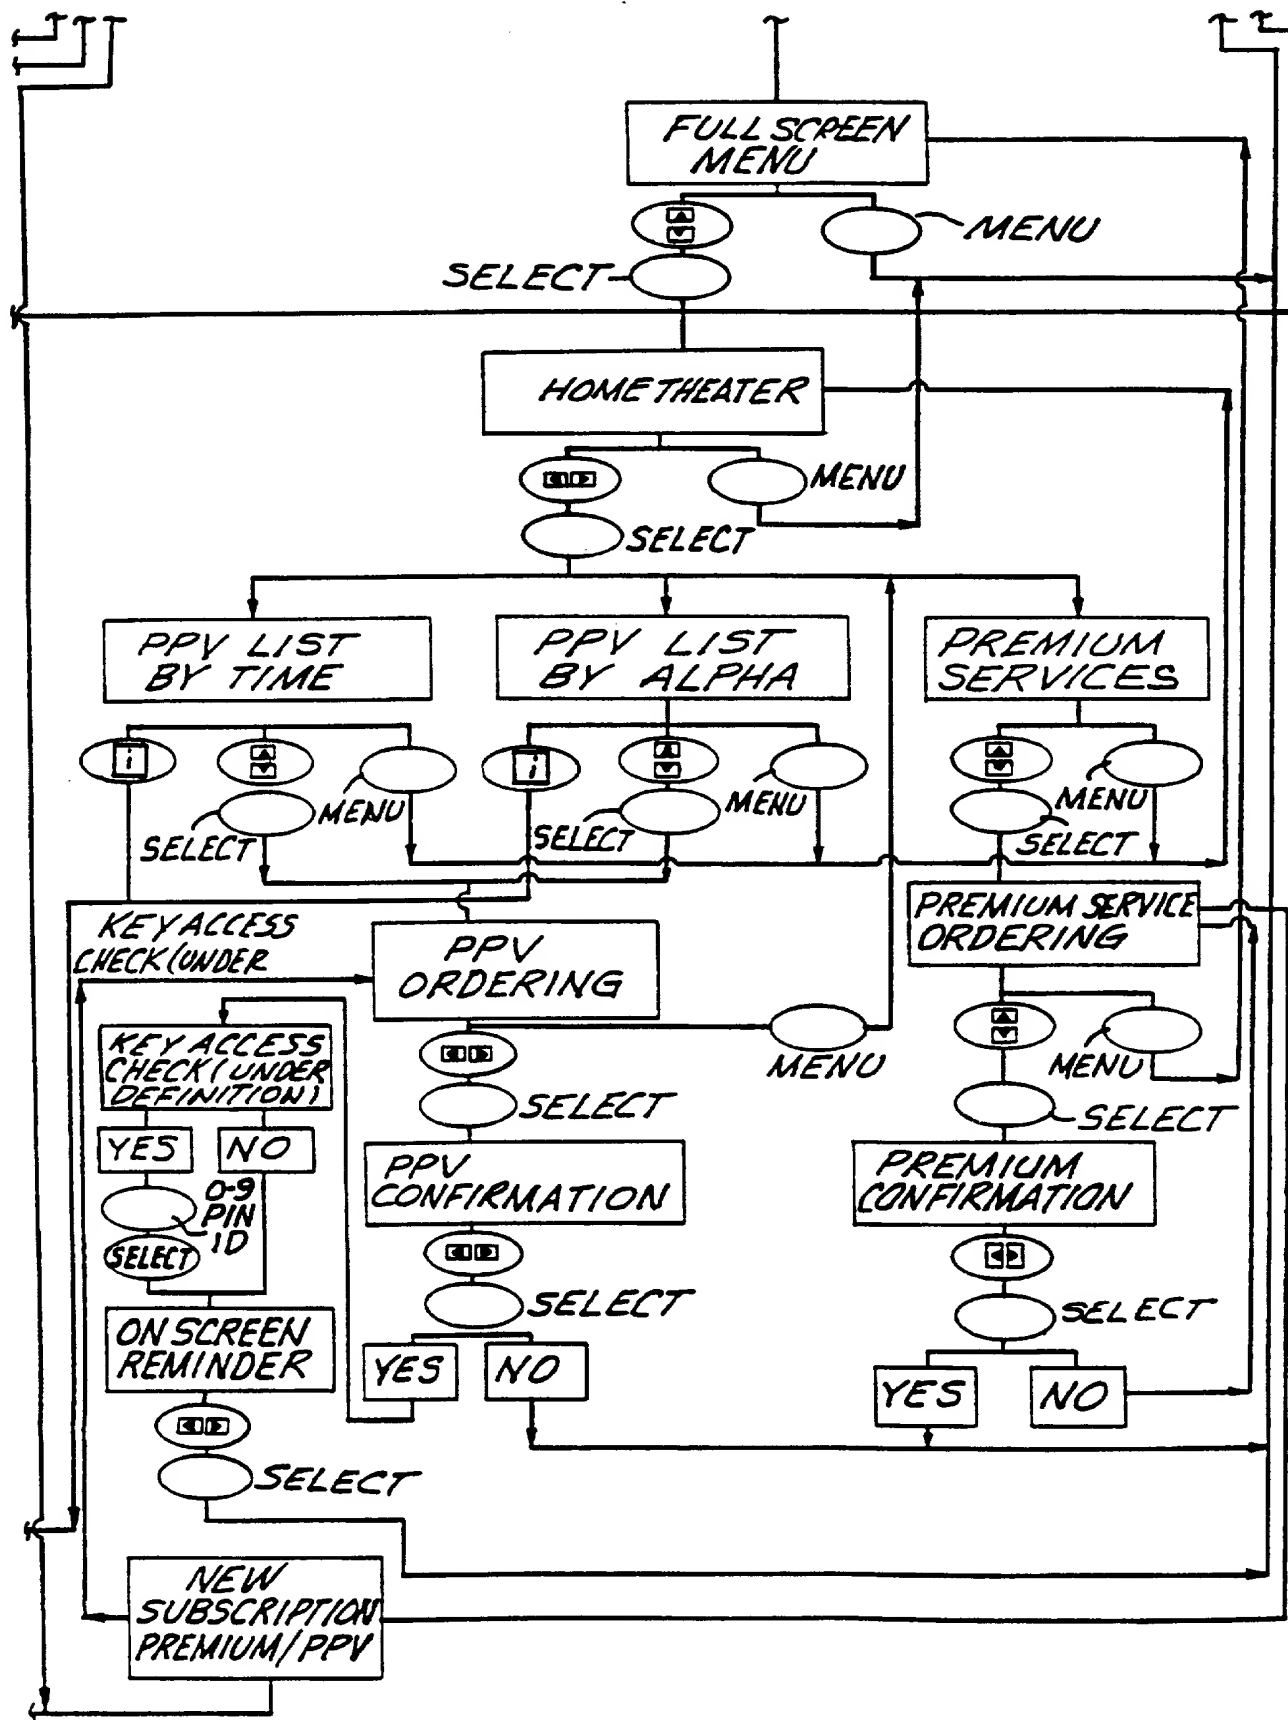 FULL SCREEN
MENU
MENU
SELECT
HOME THEATER
MENU
SELECT
PPV LIST
BY TIME
PPV LIST
BY ALPHA
PREMIUM
SERVICES
i
MENU
SELECT
i
MENU
SELECT
MENU
SELECT
KEY ACCESS
CHECK (UNDER
PPV
ORDERING
PREMIUM SERVICE
ORDERING
MENU
MENU
KEY ACCESS
CHECK (UNDER
DEFINITION)
SELECT
SELECT
YES
NO
0-9
PIN
ID
SELECT
PPV
CONFIRMATION
PREMIUM
CONFIRMATION
SELECT
SELECT
ON SCREEN
REMINDER
YES
NO
YES
NO
SELECT
NEW
SUBSCRIPTION
PREMIUM/PPV